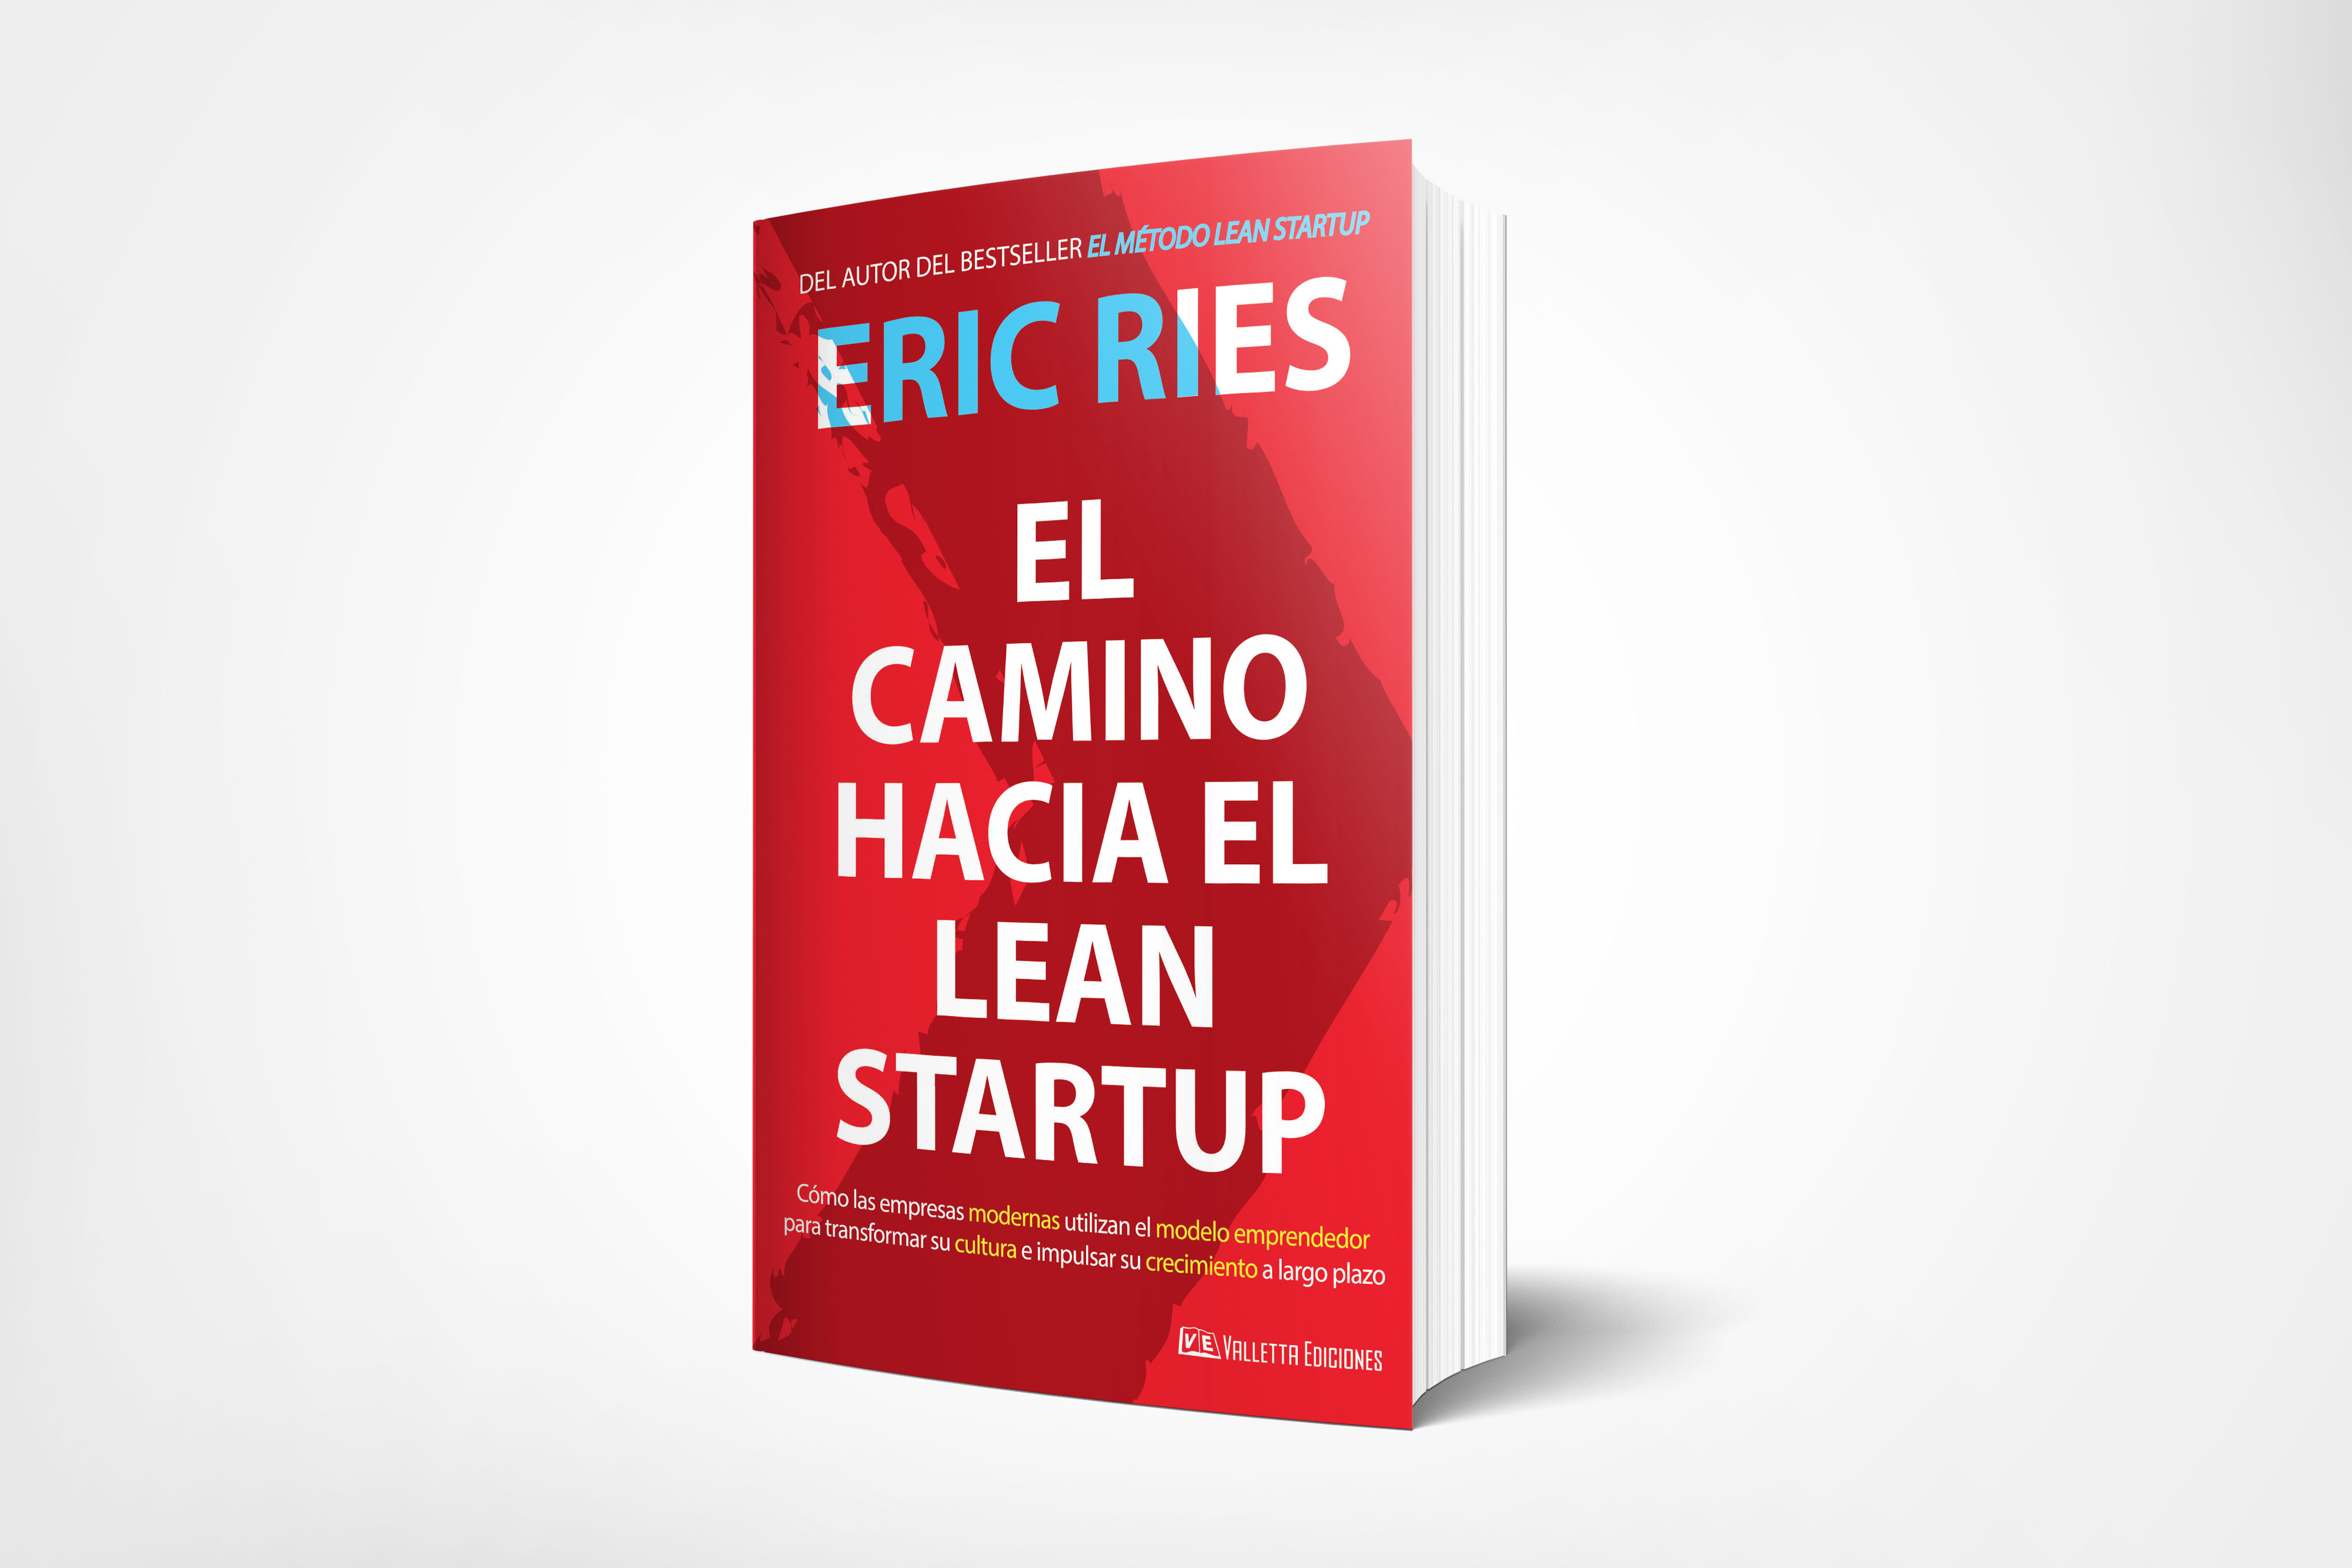 DEL AUTOR DEL BESTSELLER EL MÉTODO LEAN STARTUP
ERIC RIES
EL
CAMINO
HACIA EL
LEAN
STARTUP
Cómo las empresas modernas utilizan el modelo emprendedor
para transformar su cultura e impulsar su crecimiento a largo plazo
VE VALLETTA EDICIONES